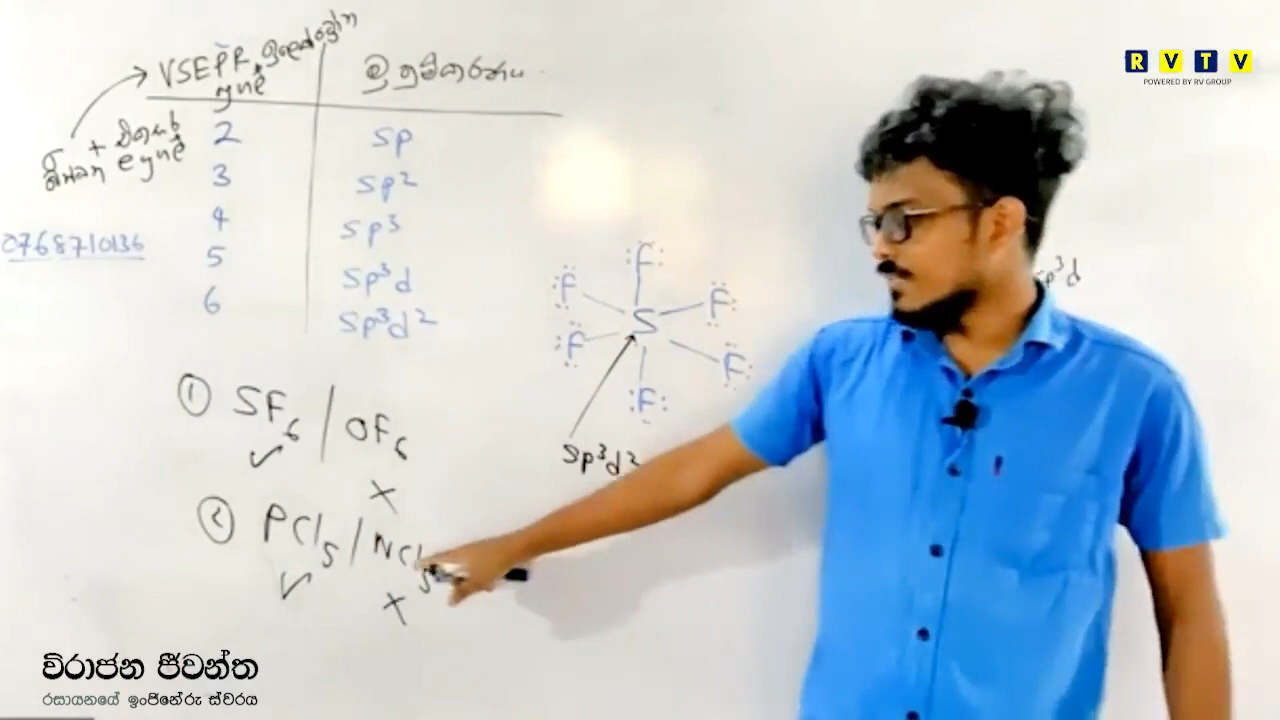 R V T V
POWERED BY RV GROUP
VSEPR ඉලෙක්ට්‍රෝන
යුගල්
මුහුම්කරණය
+
2 sp
3 sp²
4 sp³
5 sp³d
6 sp³d²
0768710136
F
F F
S
F F
F
sp³d²
sp³d
① SF₆ / OF₆
✓ ×
② PCl₅ / NCl₅
✓ ×
විරාජන ජීවන්ත
රසායනයේ ඉංජිනේරු ස්වරය